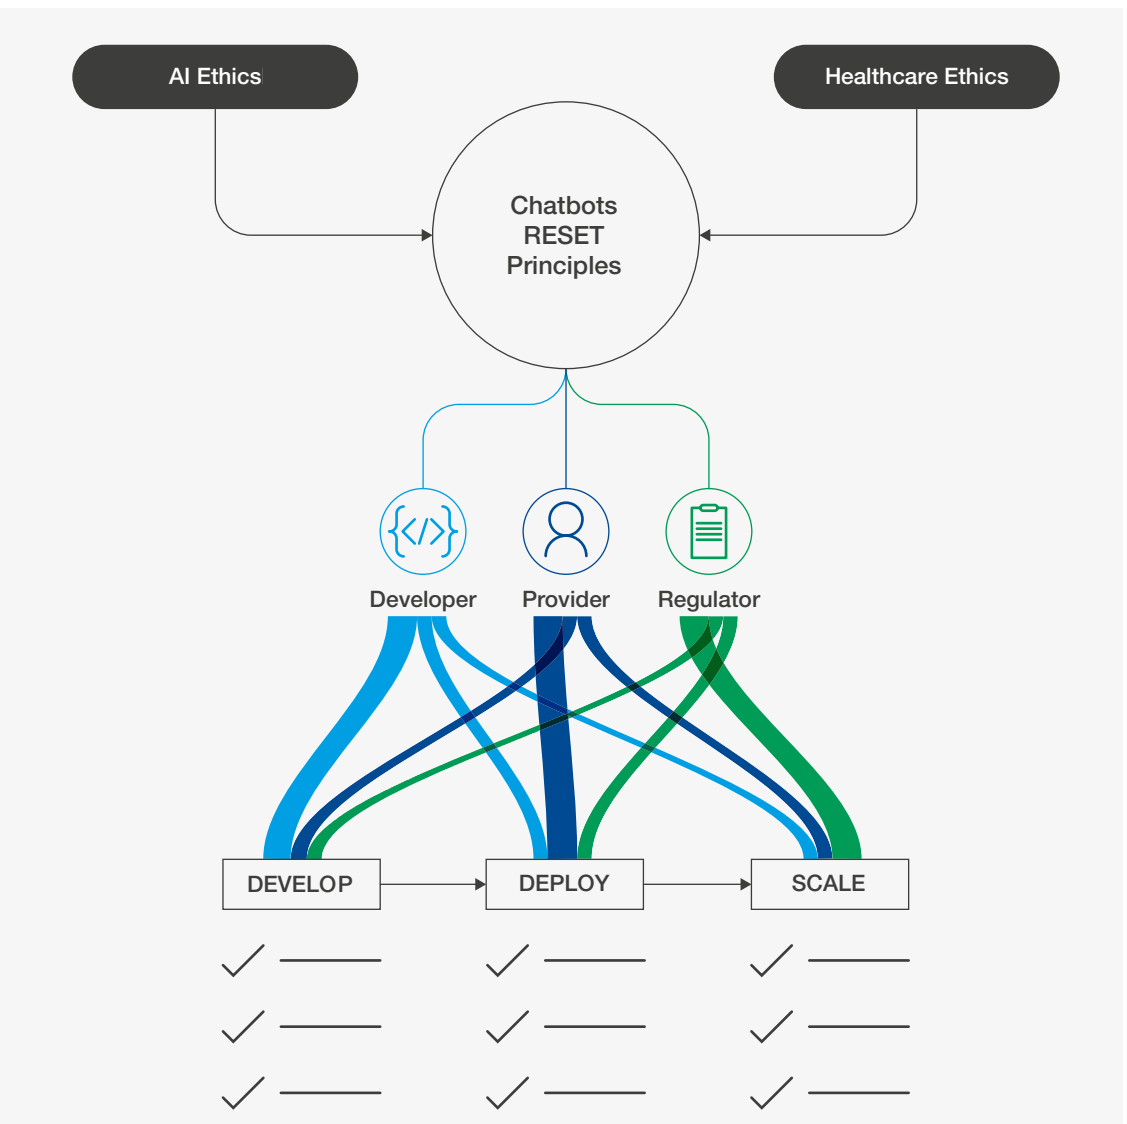 AI Ethics
Healthcare Ethics
Chatbots
RESET
Principles
{</>}
Developer
Provider
Regulator
DEVELOP
DEPLOY
SCALE